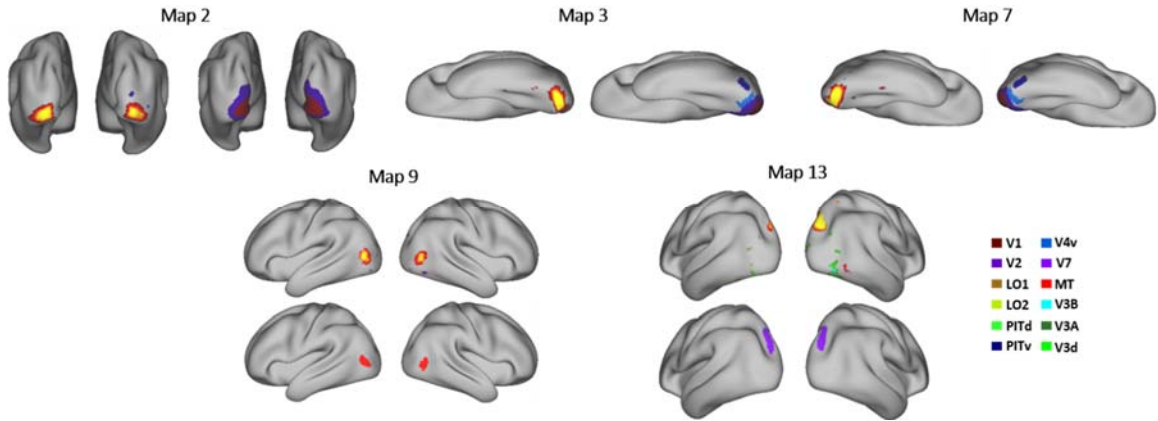 Map 2
Map 3
Map 7
Map 9
Map 13
V1 V4v
V2 V7
LO1 MT
LO2 V3B
PITd V3A
PITv V3d